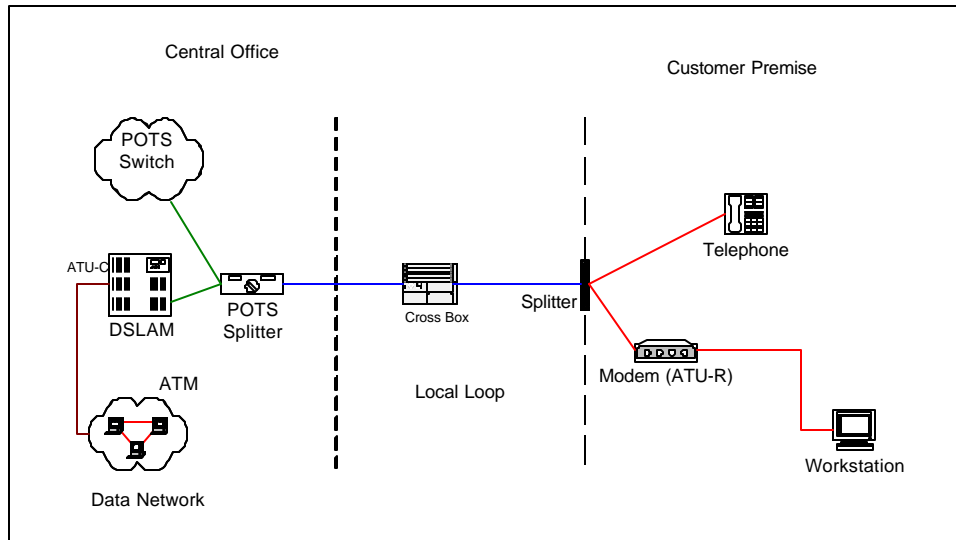 Central Office
Customer Premise
POTS
Switch
Telephone
ATU-C
DSLAM
POTS
Splitter
Cross Box
Splitter
Modem (ATU-R)
ATM
Local Loop
Workstation
Data Network